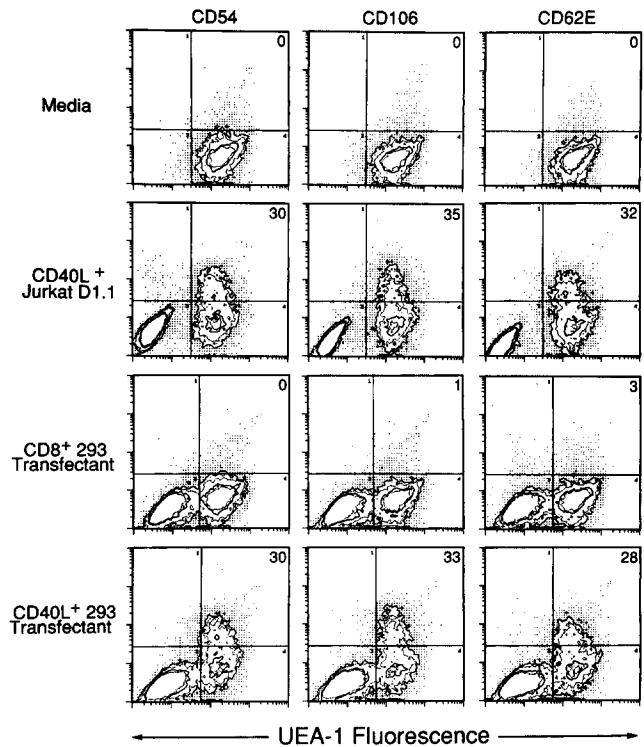 CD54 CD106 CD62E
Media 0 0 0
CD40L + Jurkat D1.1 30 35 32
CD8+ 293 Transfectant 0 1 3
CD40L+ 293 Transfectant 30 33 28
UEA-1 Fluorescence